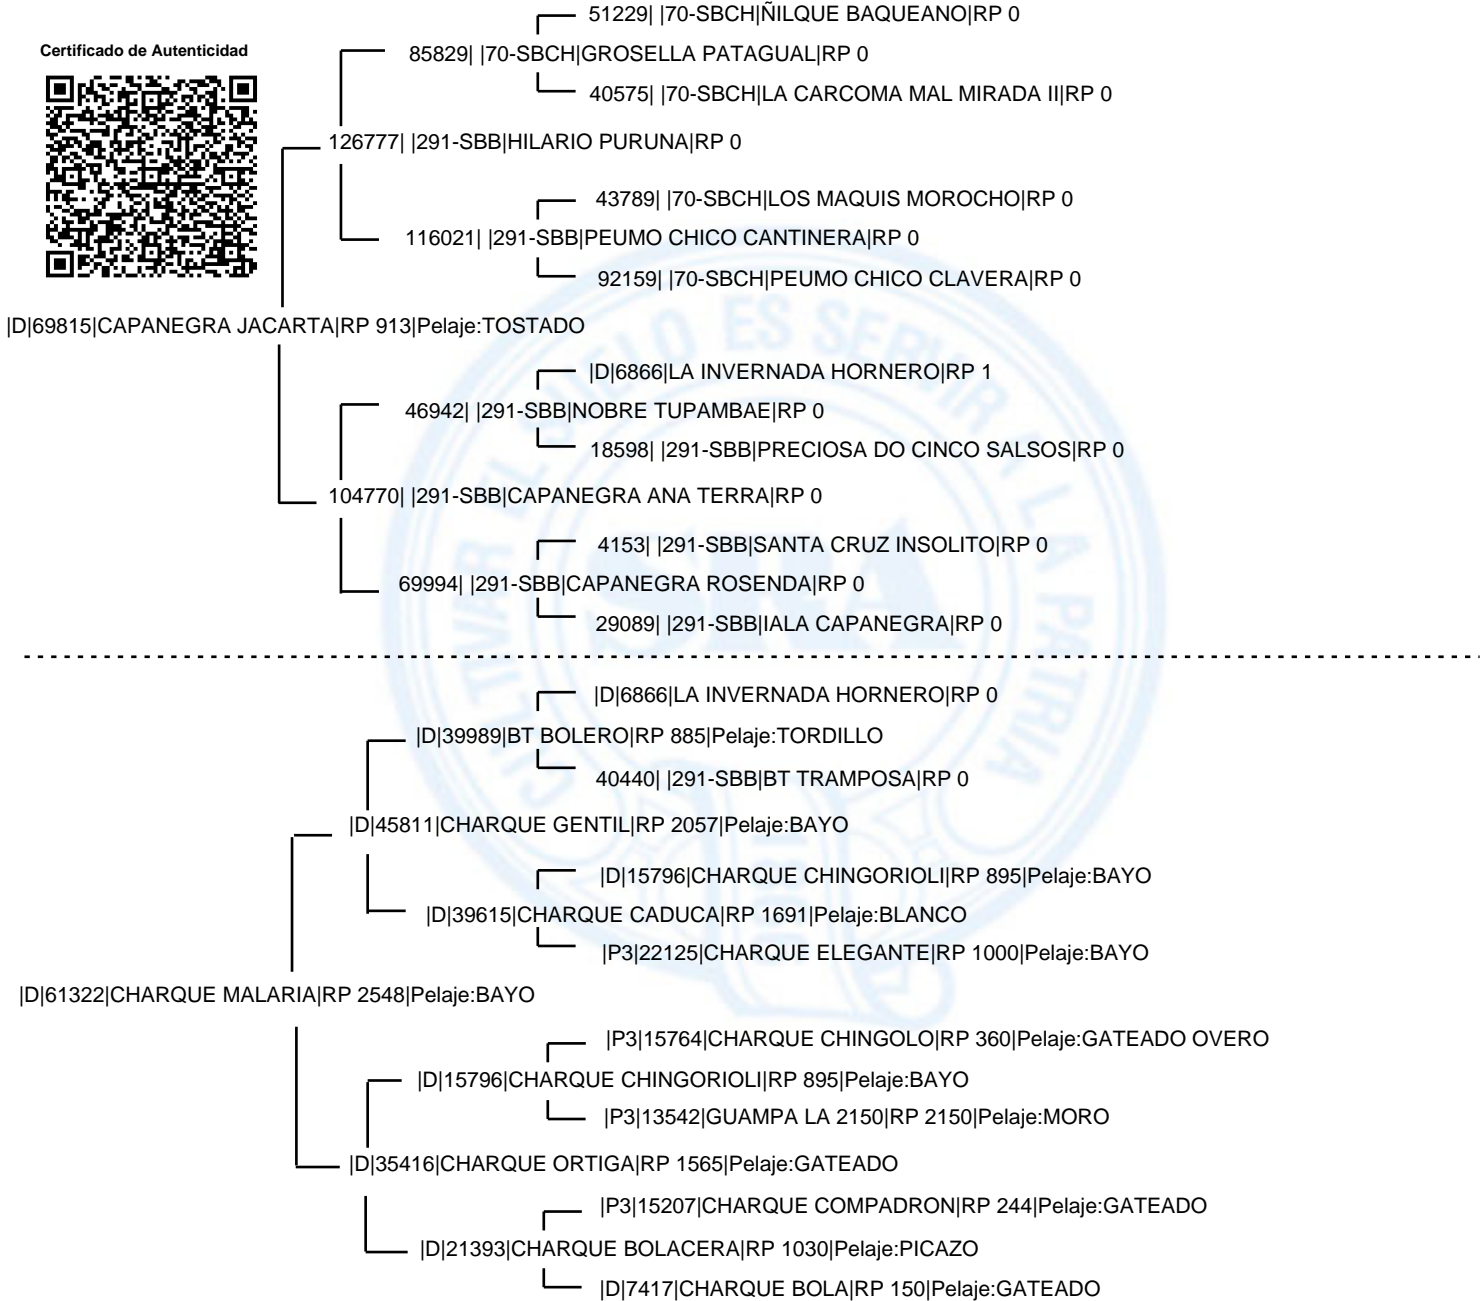 51229| |70-SBCH|ÑILQUE BAQUEANO|RP 0
Certificado de Autenticidad
85829| |70-SBCH|GROSELLA PATAGUAL|RP 0
40575| |70-SBCH|LA CARCOMA MAL MIRADA II|RP 0
126777| |291-SBB|HILARIO PURUNA|RP 0
43789| |70-SBCH|LOS MAQUIS MOROCHO|RP 0
116021| |291-SBB|PEUMO CHICO CANTINERA|RP 0
92159| |70-SBCH|PEUMO CHICO CLAVERA|RP 0
|D|69815|CAPANEGRA JACARTA|RP 913|Pelaje:TOSTADO
|D|6866|LA INVERNADA HORNERO|RP 1
46942| |291-SBB|NOBRE TUPAMBAE|RP 0
18598| |291-SBB|PRECIOSA DO CINCO SALSOS|RP 0
104770| |291-SBB|CAPANEGRA ANA TERRA|RP 0
4153| |291-SBB|SANTA CRUZ INSOLITO|RP 0
69994| |291-SBB|CAPANEGRA ROSENDA|RP 0
29089| |291-SBB|IALA CAPANEGRA|RP 0
|D|6866|LA INVERNADA HORNERO|RP 0
|D|39989|BT BOLERO|RP 885|Pelaje:TORDILLO
40440| |291-SBB|BT TRAMPOSA|RP 0
|D|45811|CHARQUE GENTIL|RP 2057|Pelaje:BAYO
|D|15796|CHARQUE CHINGORIOLI|RP 895|Pelaje:BAYO
|D|39615|CHARQUE CADUCA|RP 1691|Pelaje:BLANCO
|P3|22125|CHARQUE ELEGANTE|RP 1000|Pelaje:BAYO
|D|61322|CHARQUE MALARIA|RP 2548|Pelaje:BAYO
|P3|15764|CHARQUE CHINGOLO|RP 360|Pelaje:GATEADO OVERO
|D|15796|CHARQUE CHINGORIOLI|RP 895|Pelaje:BAYO
|P3|13542|GUAMPA LA 2150|RP 2150|Pelaje:MORO
|D|35416|CHARQUE ORTIGA|RP 1565|Pelaje:GATEADO
|P3|15207|CHARQUE COMPADRON|RP 244|Pelaje:GATEADO
|D|21393|CHARQUE BOLACERA|RP 1030|Pelaje:PICAZO
|D|7417|CHARQUE BOLA|RP 150|Pelaje:GATEADO
CULTIVAR EL SUELO ES SERVIR A LA PATRIA
SRA
1866